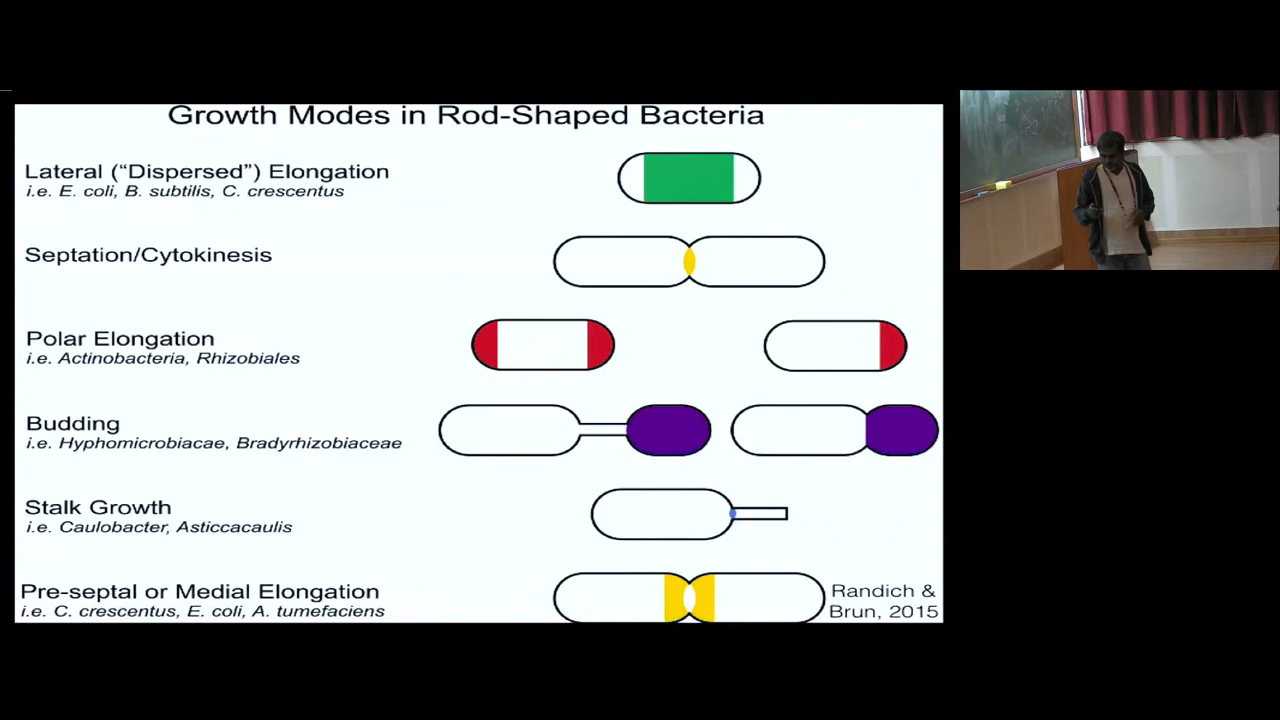 Growth Modes in Rod-Shaped Bacteria
Lateral (“Dispersed”) Elongation
i.e. E. coli, B. subtilis, C. crescentus
Septation/Cytokinesis
Polar Elongation
i.e. Actinobacteria, Rhizobiales
Budding
i.e. Hyphomicrobiacae, Bradyrhizobiaceae
Stalk Growth
i.e. Caulobacter, Asticcacaulis
Pre-septal or Medial Elongation
i.e. C. crescentus, E. coli, A. tumefaciens
Randich &
Brun, 2015